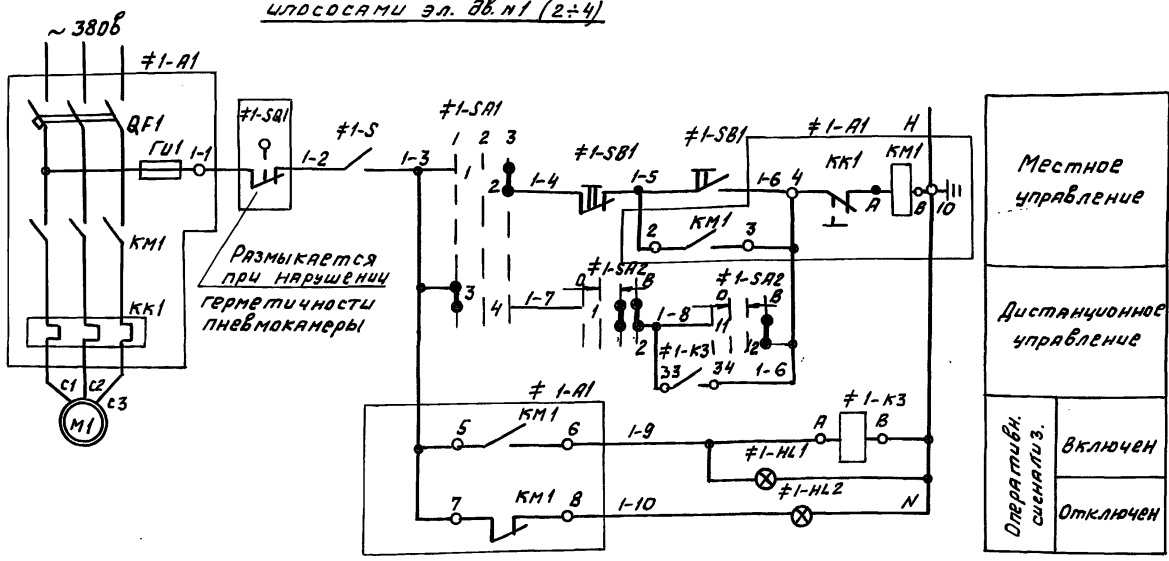 илососами эл. дв. №1 (2÷4)
~ 380в
‡1-А1
QF1
FU1
1-1
‡1-SQ1
1-2
‡1-S
1-3
‡1-SA1
1 2 3
1
2
3
4
1-4
‡1-SB1
1-5
‡1-SB1
1-6
4
‡1-А1
КК1
КМ1
А
В
10
Н
2
КМ1
3
КМ1
КК1
С1
С2
С3
М1
Размыкается
при нарушении
герметичности
пневмокамеры
1-7
‡1-SA2
0
В
1
2
1-8
‡1-SA2
0
В
11
12
‡1-К3
33
34
1-6
‡ 1-А1
5
КМ1
6
1-9
‡1-HL1
А
‡ 1-К3
В
7
КМ1
8
1-10
‡1-HL2
N
Местное
управление
Дистанционное
управление
Оперативн.
сигнализ.
Включен
Отключен